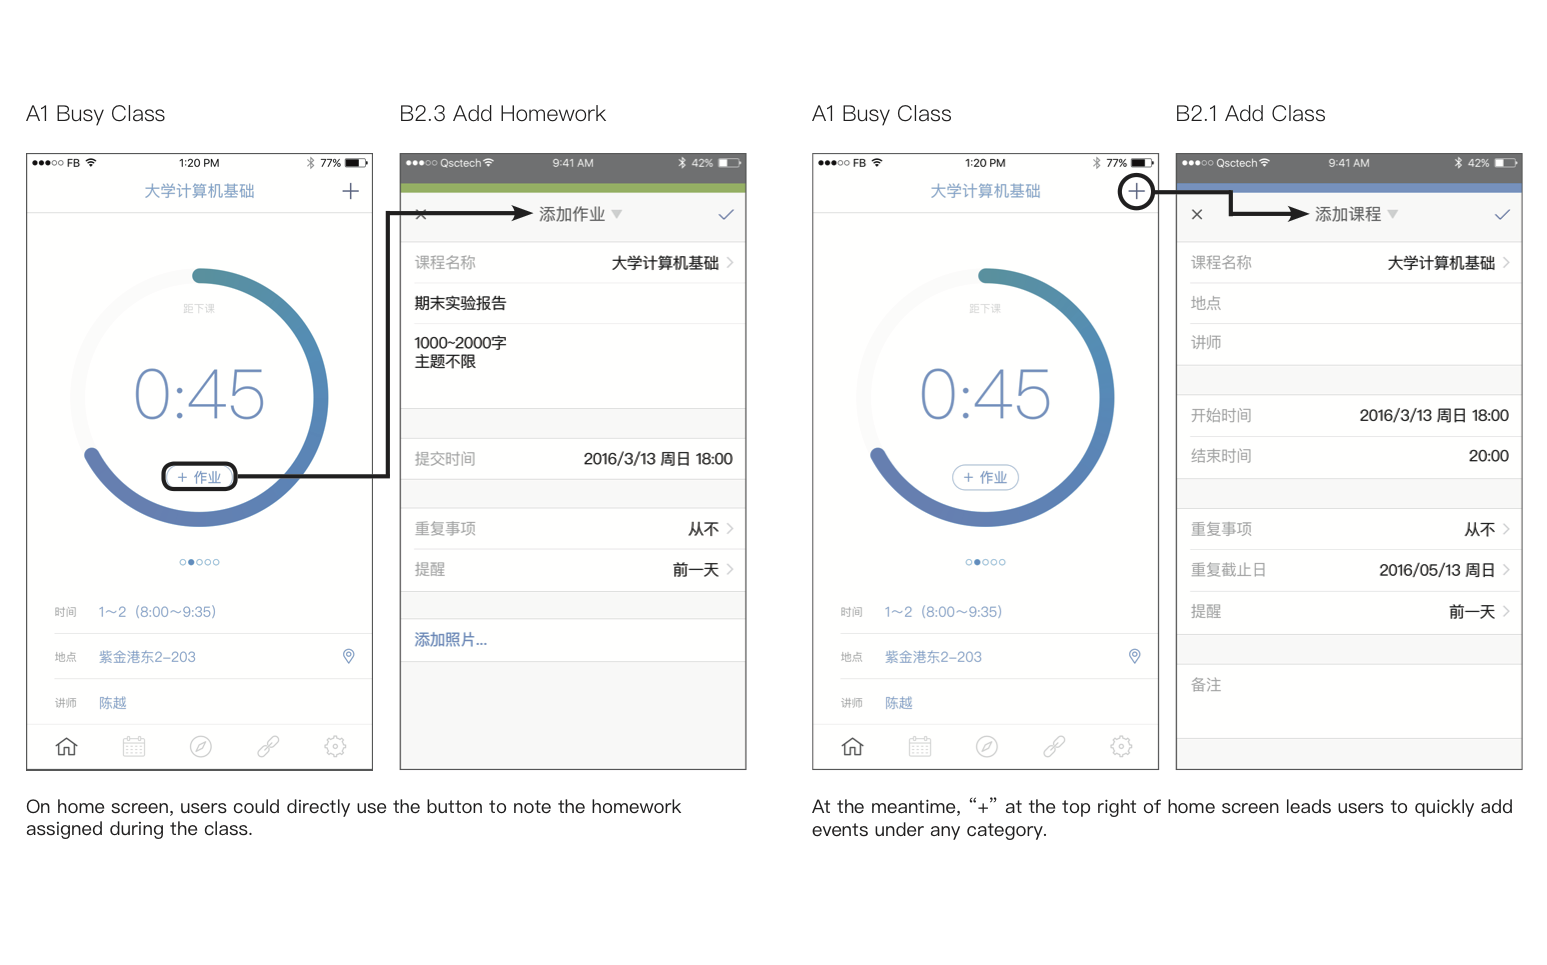 A1 Busy Class
FB
1:20 PM
77%
大学计算机基础
距下课
0:45
+ 作业
时间 1～2（8:00～9:35）
地点 紫金港东2-203
讲师 陈越
On home screen, users could directly use the button to note the homework
assigned during the class.
B2.3 Add Homework
Qsctech
9:41 AM
42%
添加作业
课程名称 大学计算机基础
期末实验报告
1000~2000字
主题不限
提交时间 2016/3/13 周日 18:00
重复事项 从不
提醒 前一天
添加照片...
A1 Busy Class
FB
1:20 PM
77%
大学计算机基础
距下课
0:45
+ 作业
时间 1～2（8:00～9:35）
地点 紫金港东2-203
讲师 陈越
At the meantime, “+” at the top right of home screen leads users to quickly add
events under any category.
B2.1 Add Class
Qsctech
9:41 AM
42%
添加课程
课程名称 大学计算机基础
地点
讲师
开始时间 2016/3/13 周日 18:00
结束时间 20:00
重复事项 从不
重复截止日 2016/05/13 周日
提醒 前一天
备注